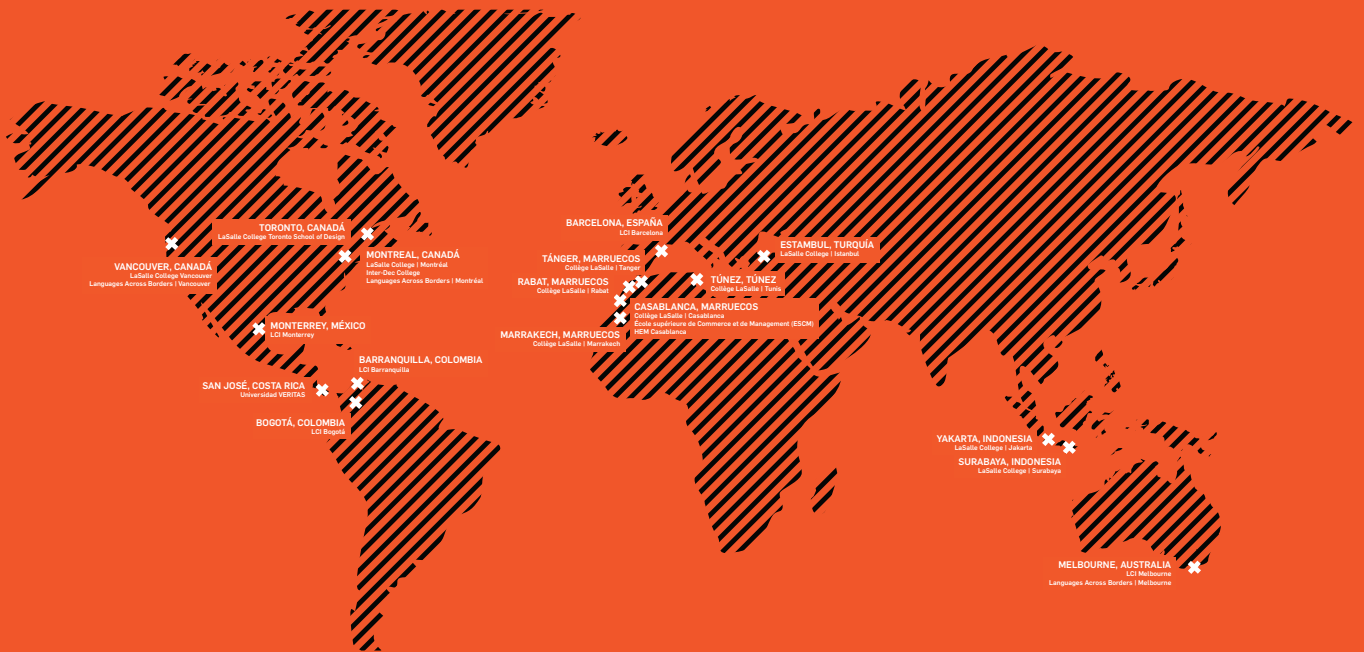 TORONTO, CANADÁ
LaSalle College Toronto School of Design
VANCOUVER, CANADÁ
LaSalle College Vancouver
Languages Across Borders | Vancouver
MONTREAL, CANADÁ
LaSalle College | Montréal
Inter-Dec College
Languages Across Borders | Montréal
MONTERREY, MÉXICO
LCI Monterrey
BARRANQUILLA, COLOMBIA
LCI Barranquilla
SAN JOSÉ, COSTA RICA
Universidad VERITAS
BOGOTÁ, COLOMBIA
LCI Bogotá
BARCELONA, ESPAÑA
LCI Barcelona
TÁNGER, MARRUECOS
Collège LaSalle | Tanger
RABAT, MARRUECOS
Collège LaSalle | Rabat
ESTAMBUL, TURQUÍA
LaSalle College | Istanbul
TÚNEZ, TÚNEZ
Collège LaSalle | Tunis
CASABLANCA, MARRUECOS
Collège LaSalle | Casablanca
École supérieure de Commerce et de Management (ESCM)
HEM Casablanca
MARRAKECH, MARRUECOS
Collège LaSalle | Marrakech
YAKARTA, INDONESIA
LaSalle College | Jakarta
SURABAYA, INDONESIA
LaSalle College | Surabaya
MELBOURNE, AUSTRALIA
LCI Melbourne
Languages Across Borders | Melbourne